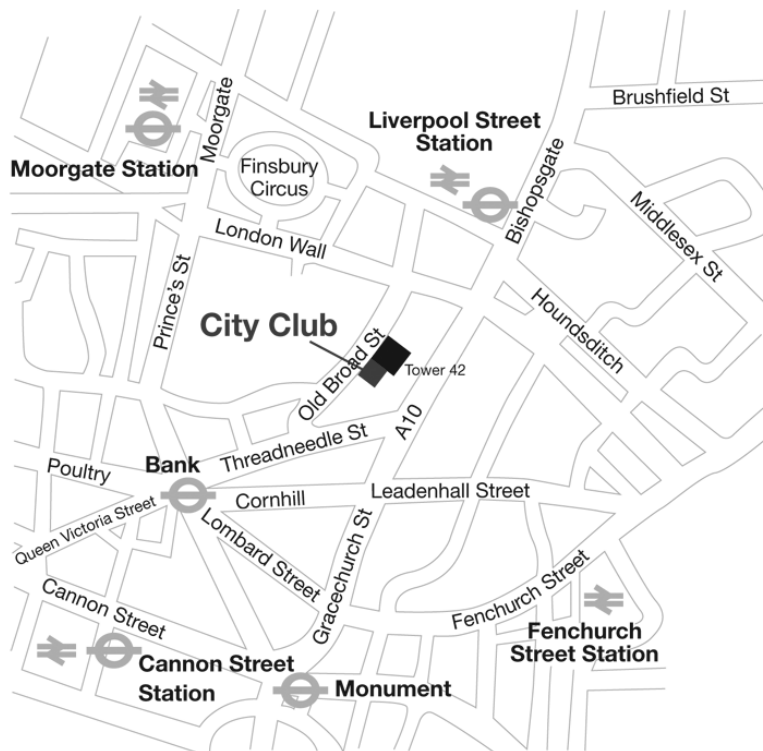 Brushfield St
Liverpool Street
Station
Moorgate
Moorgate Station
Finsbury
Circus
Bishopsgate
Middlesex St
London Wall
Prince's St
Houndsditch
City Club
Old Broad St
Tower 42
A10
Threadneedle St
Bank
Poultry
Cornhill
Leadenhall Street
Queen Victoria Street
Lombard Street
Gracechurch St
Fenchurch Street
Cannon Street
Fenchurch
Street Station
Cannon Street
Station
Monument